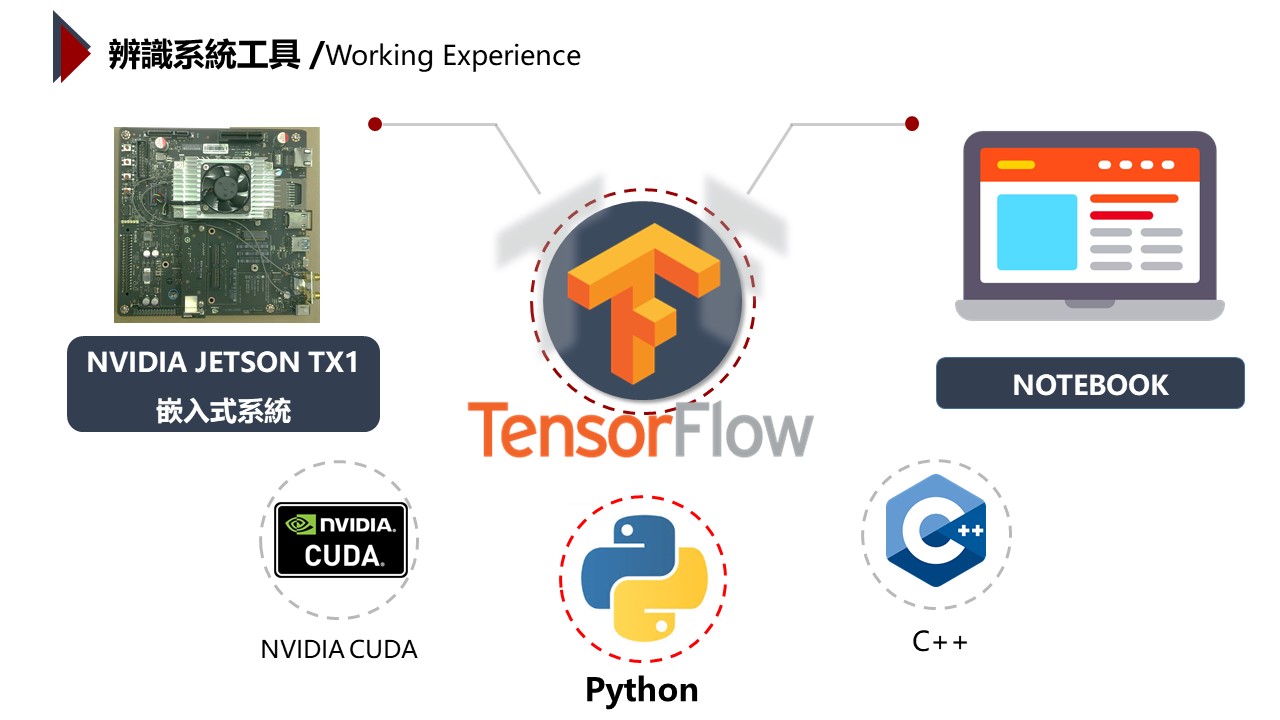 辨識系統工具 /Working Experience
NVIDIA JETSON TX1
嵌入式系統
NOTEBOOK
TensorFlow
NVIDIA.
CUDA.
C++
NVIDIA CUDA
Python
C++